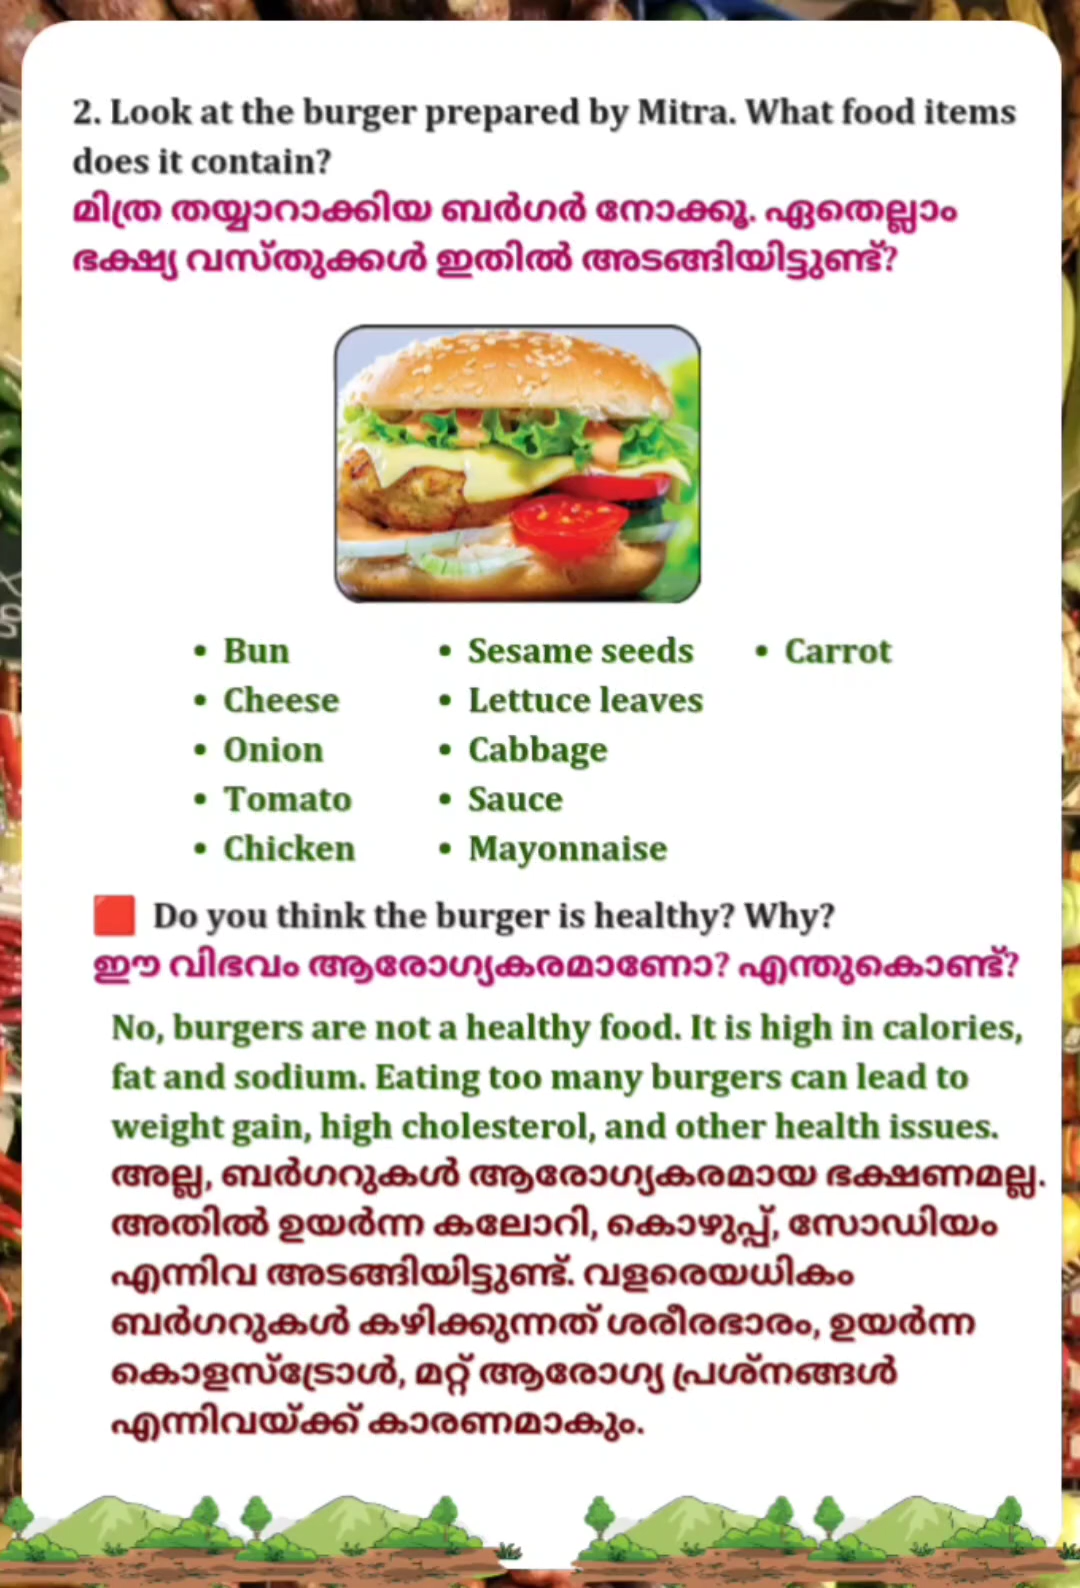 2. Look at the burger prepared by Mitra. What food items
does it contain?
മിത്ര തയ്യാറാക്കിയ ബർഗർ നോക്കൂ. ഏതെല്ലാം
ഭക്ഷ്യ വസ്തുക്കൾ ഇതിൽ അടങ്ങിയിട്ടുണ്ട്?
• Bun
• Cheese
• Onion
• Tomato
• Chicken
• Sesame seeds
• Lettuce leaves
• Cabbage
• Sauce
• Mayonnaise
• Carrot
Do you think the burger is healthy? Why?
ഈ വിഭവം ആരോഗ്യകരമാണോ? എന്തുകൊണ്ട്?
No, burgers are not a healthy food. It is high in calories,
fat and sodium. Eating too many burgers can lead to
weight gain, high cholesterol, and other health issues.
അല്ല, ബർഗറുകൾ ആരോഗ്യകരമായ ഭക്ഷണമല്ല.
അതിൽ ഉയർന്ന കലോറി, കൊഴുപ്പ്, സോഡിയം
എന്നിവ അടങ്ങിയിട്ടുണ്ട്. വളരെയധികം
ബർഗറുകൾ കഴിക്കുന്നത് ശരീരഭാരം, ഉയർന്ന
കൊളസ്ട്രോൾ, മറ്റ് ആരോഗ്യ പ്രശ്നങ്ങൾ
എന്നിവയ്ക്ക് കാരണമാകും.